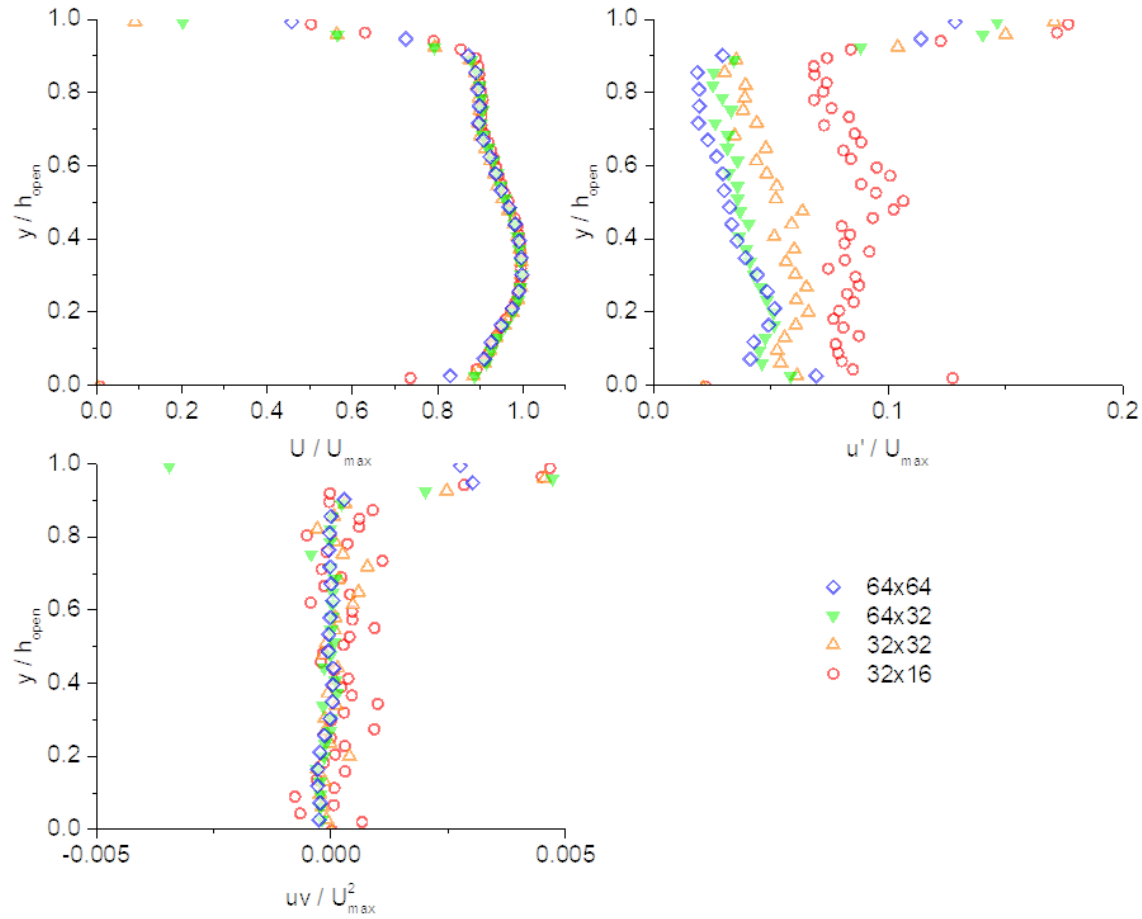 1.0
0.8
0.6
0.4
0.2
0.0
y / h_open
0.0 0.2 0.4 0.6 0.8 1.0
U / U_max
1.0
0.8
0.6
0.4
0.2
0.0
y / h_open
0.0 0.1 0.2
u' / U_max
1.0
0.8
0.6
0.4
0.2
0.0
y / h_open
-0.005 0.000 0.005
uv / U²_max
64x64
64x32
32x32
32x16